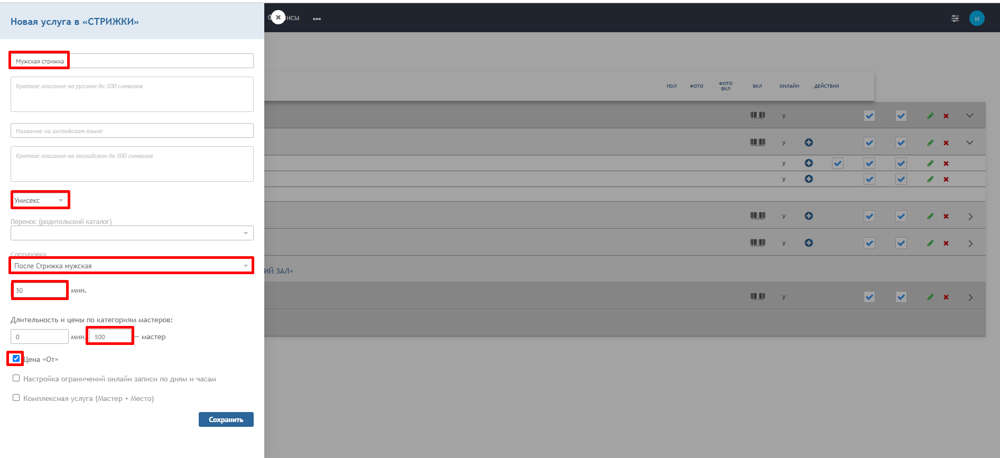 Новая услуга в «СТРИЖКИ»
нсы
и
Мужская стрижка
Краткое описание на русском до 500 символов
Название на английском языке
Краткое описание на английском до 500 символов
Унисекс
Перенос (родительский каталог)
Сортировка
После Стрижка мужская
30 мин.
Длительность и цены по категориям мастеров:
0 мин. 500 — мастер
Цена «От»
Настройка ограничений онлайн записи по дням и часам
Комплексная услуга (Мастер + Место)
Сохранить
ПОЛ ФОТО ФОТО ВКЛ ВКЛ ОНЛАЙН ДЕЙСТВИЯ
У
У
У
У
У
У
ИЙ ЗАЛ»
У